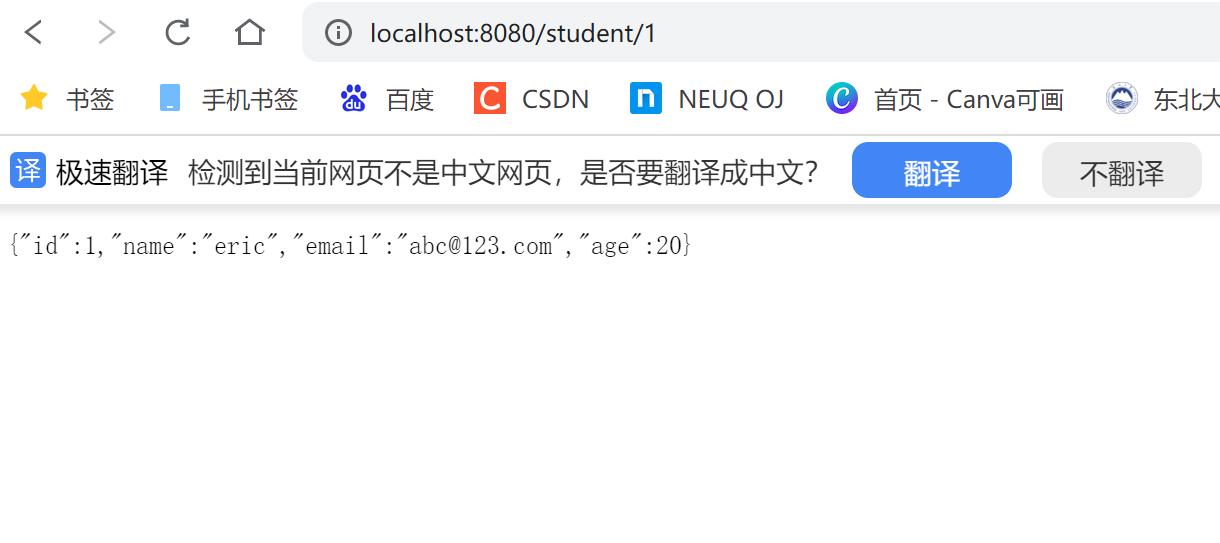 localhost:8080/student/1
书签 手机书签 百度 CSDN NEUQ OJ 首页 - Canva可画 东北大
译 极速翻译 检测到当前网页不是中文网页，是否要翻译成中文？ 翻译 不翻译
{"id":1,"name":"eric","email":"abc@123.com","age":20}